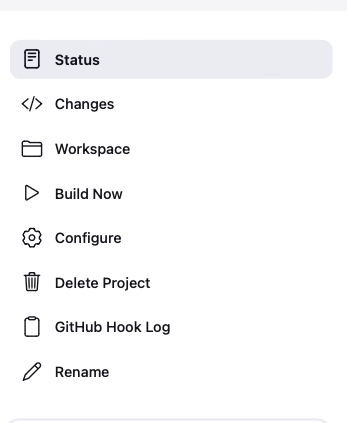 Status
Changes
Workspace
Build Now
Configure
Delete Project
GitHub Hook Log
Rename